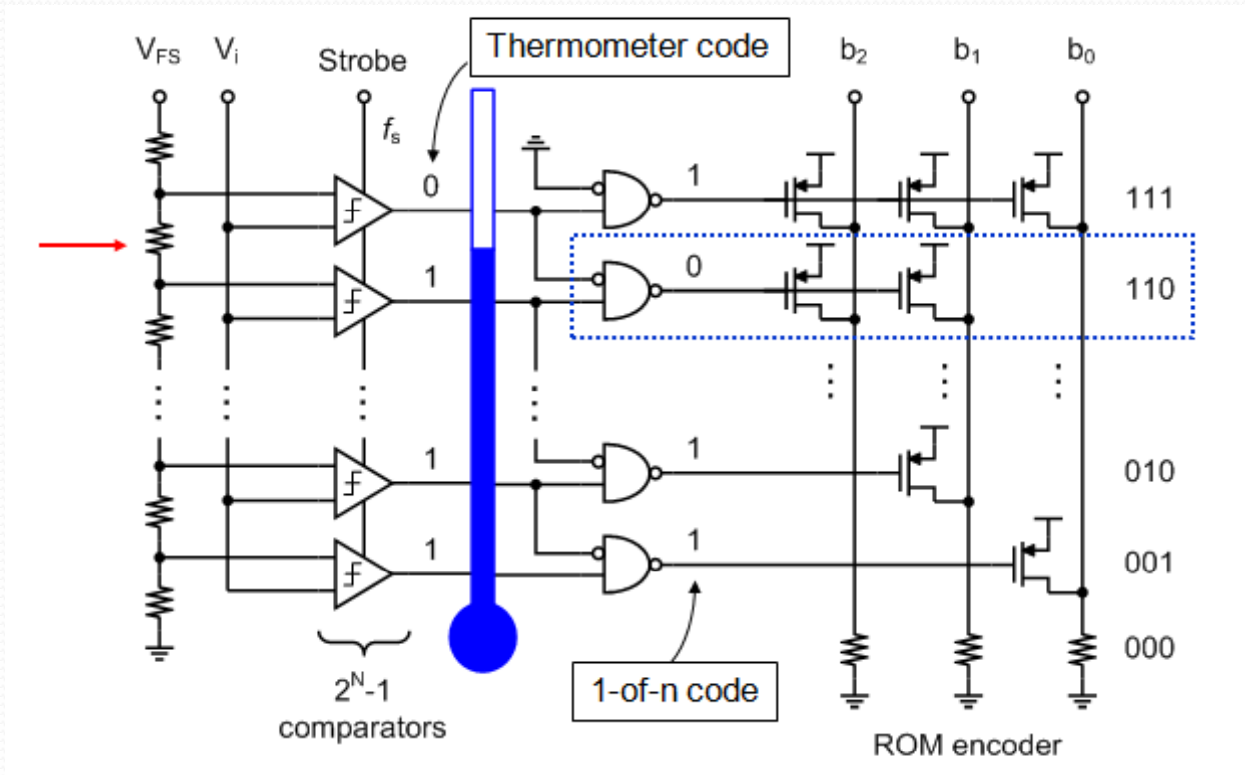 Thermometer code
V_FS V_i Strobe b_2 b_1 b_0
f_s
0 1 111
1 0 110
1 1 010
1 1 001
000
2^N-1
comparators
1-of-n code
ROM encoder